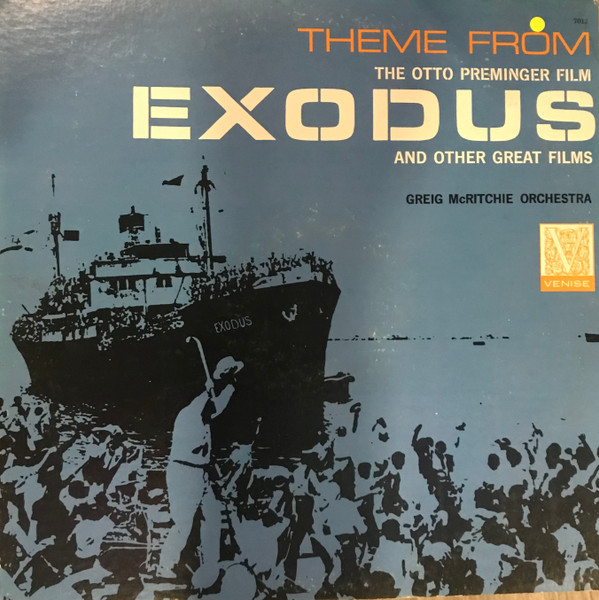 THEME FROM
THE OTTO PREMINGER FILM
EXODUS
AND OTHER GREAT FILMS
GREIG McRITCHIE ORCHESTRA
V
VENISE
EXODUS